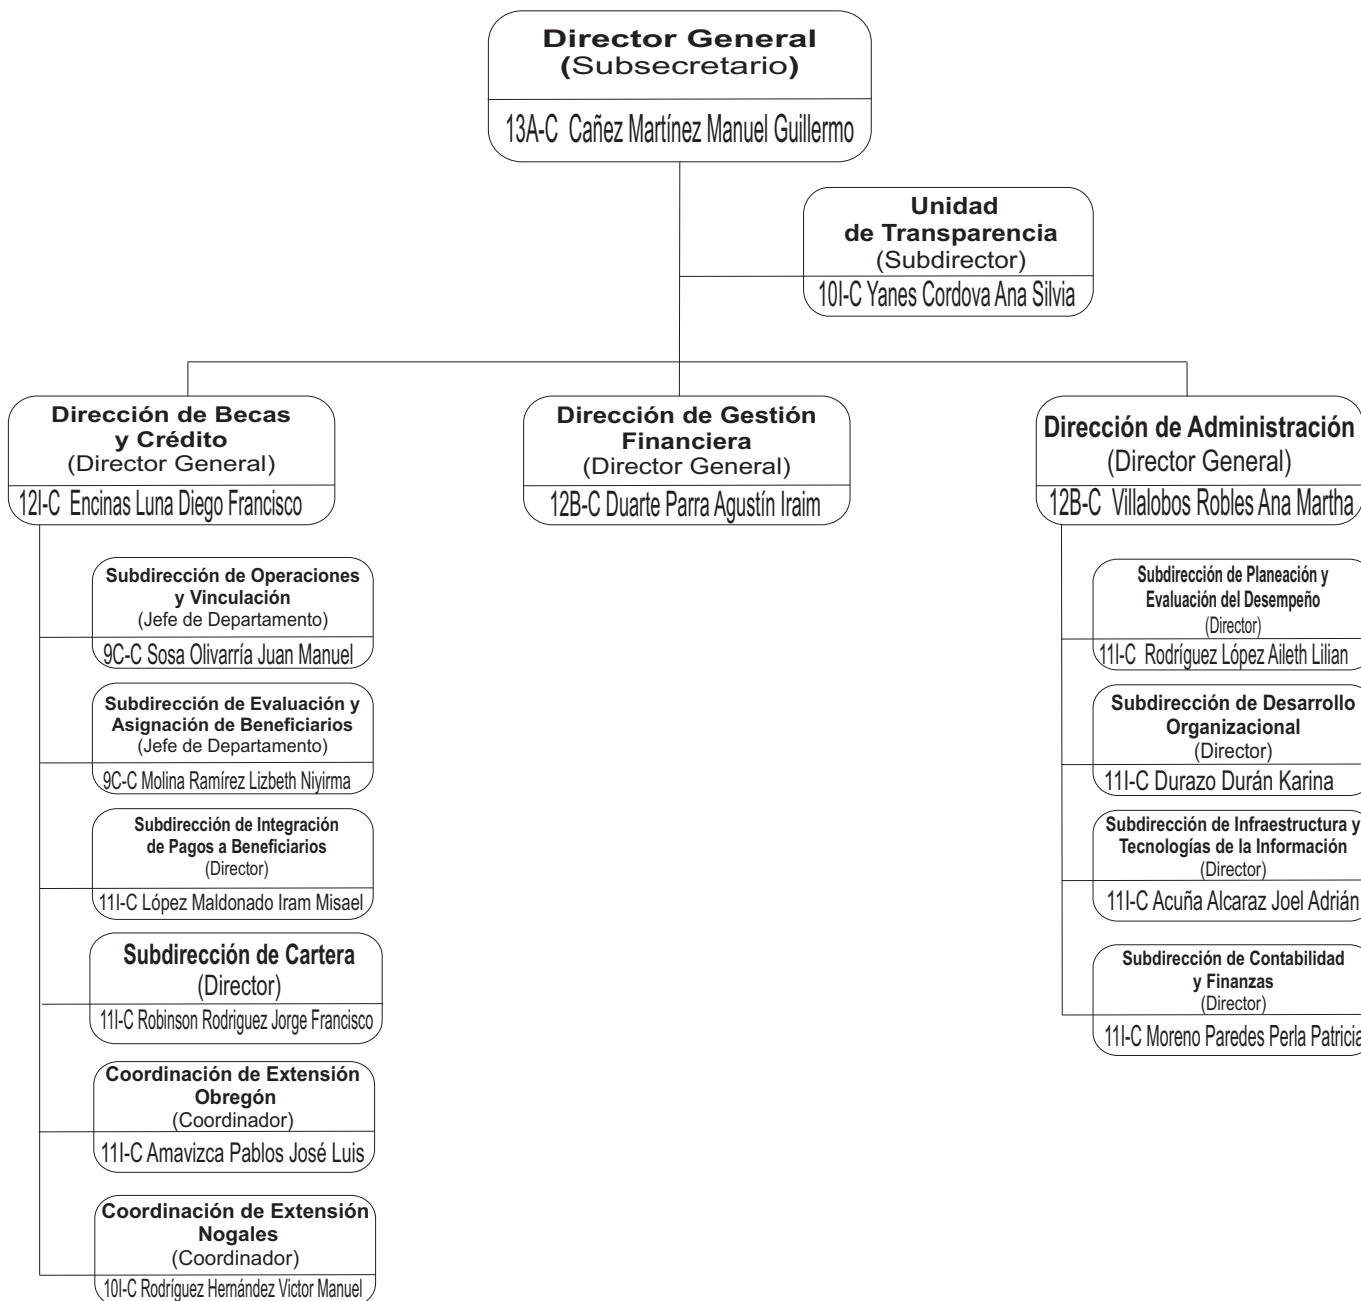 Director General
(Subsecretario)
13A-C Cañez Martínez Manuel Guillermo
Unidad
de Transparencia
(Subdirector)
10I-C Yanes Cordova Ana Silvia
Dirección de Becas
y Crédito
(Director General)
12I-C Encinas Luna Diego Francisco
Dirección de Gestión
Financiera
(Director General)
12B-C Duarte Parra Agustín Iraim
Dirección de Administración
(Director General)
12B-C Villalobos Robles Ana Martha
Subdirección de Operaciones
y Vinculación
(Jefe de Departamento)
9C-C Sosa Olivarría Juan Manuel
Subdirección de Evaluación y
Asignación de Beneficiarios
(Jefe de Departamento)
9C-C Molina Ramírez Lizbeth Niyirma
Subdirección de Integración
de Pagos a Beneficiarios
(Director)
11I-C López Maldonado Iram Misael
Subdirección de Cartera
(Director)
11I-C Robinson Rodriguez Jorge Francisco
Coordinación de Extensión
Obregón
(Coordinador)
11I-C Amavizca Pablos José Luis
Coordinación de Extensión
Nogales
(Coordinador)
10I-C Rodríguez Hernández Victor Manuel
Subdirección de Planeación y
Evaluación del Desempeño
(Director)
11I-C Rodríguez López Aileth Lilian
Subdirección de Desarrollo
Organizacional
(Director)
11I-C Durazo Durán Karina
Subdirección de Infraestructura y
Tecnologías de la Información
(Director)
11I-C Acuña Alcaraz Joel Adrián
Subdirección de Contabilidad
y Finanzas
(Director)
11I-C Moreno Paredes Perla Patricia